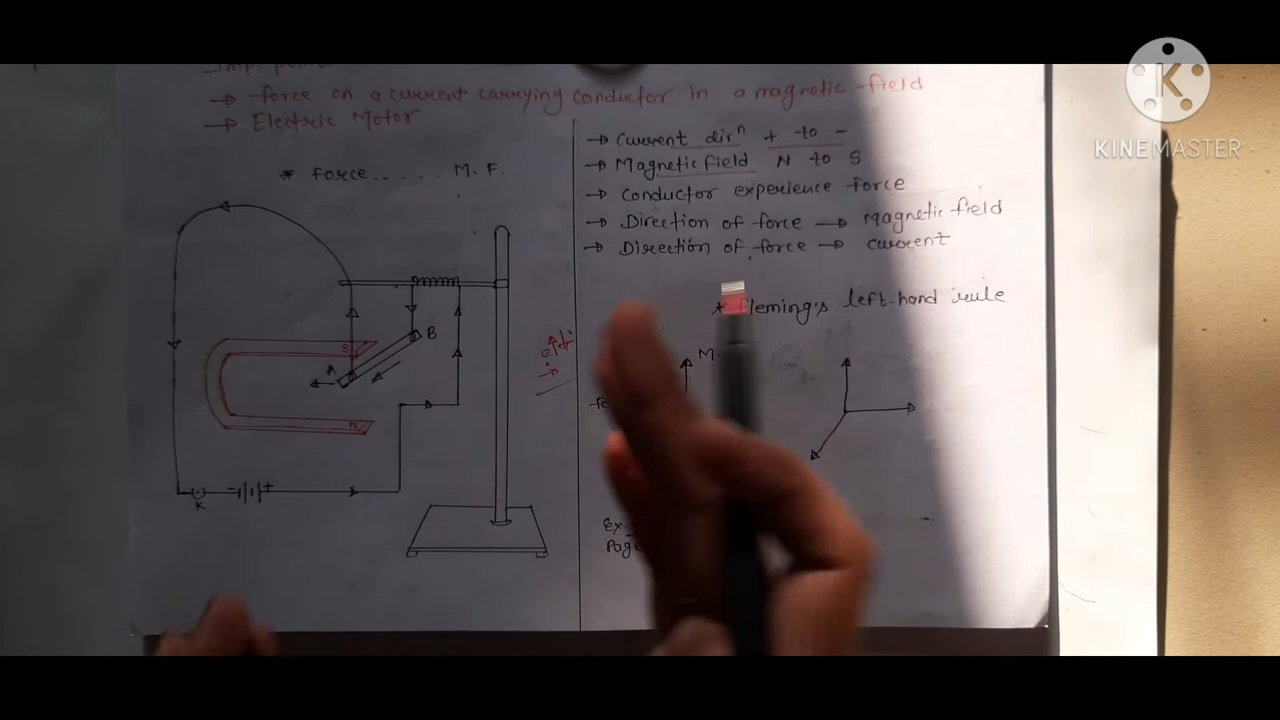 → force on a current carrying conductor in a magnetic field
→ Electric Motor
* force..... M. F.
S
A
B
N
K
- +
→ Current dirⁿ + to -
→ Magnetic field N to S
→ Conductor experience force
→ Direction of force → Magnetic field
→ Direction of force → current
* Fleming's left-hand rule
M.
Ex.
KINEMASTER